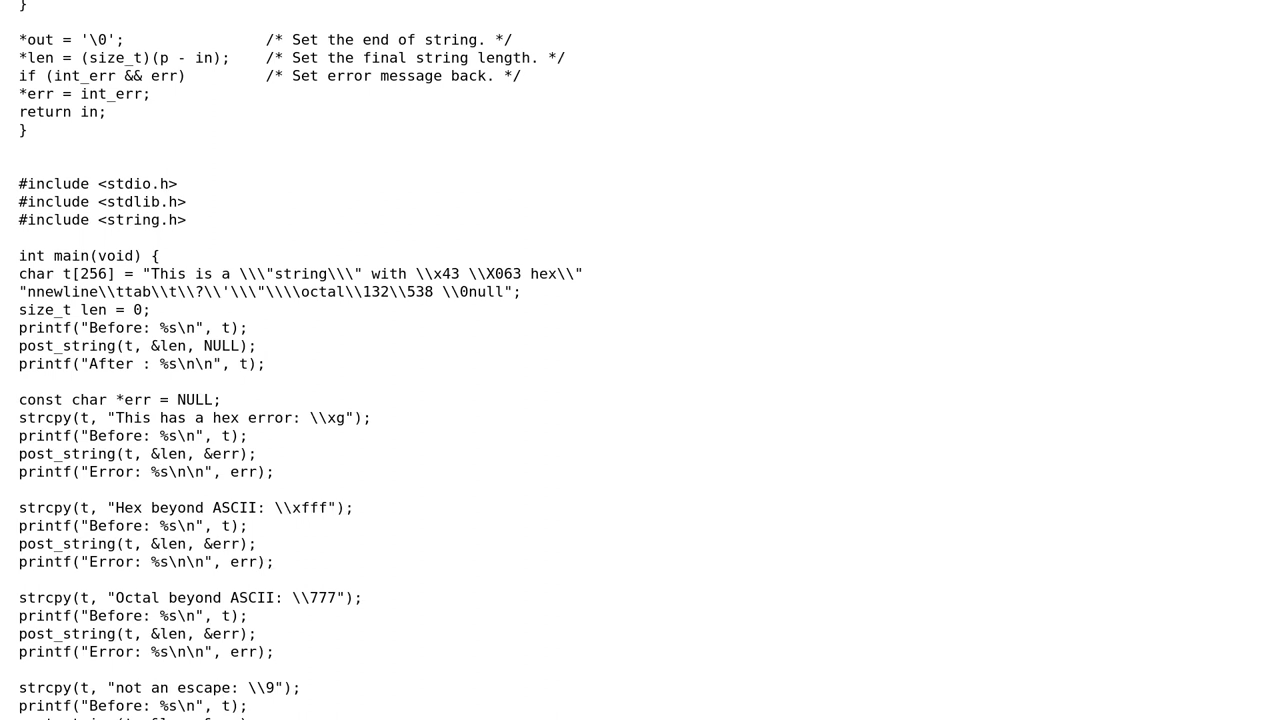 }

*out = '\0';                /* Set the end of string. */
*len = (size_t)(p - in);    /* Set the final string length. */
if (int_err && err)         /* Set error message back. */
*err = int_err;
return in;
}


#include <stdio.h>
#include <stdlib.h>
#include <string.h>

int main(void) {
char t[256] = "This is a \\\"string\\\" with \\x43 \\X063 hex\\"
"nnewline\\ttab\\t\\?\\'\\\"\\\\octal\\132\\538 \\0null";
size_t len = 0;
printf("Before: %s\n", t);
post_string(t, &len, NULL);
printf("After : %s\n\n", t);

const char *err = NULL;
strcpy(t, "This has a hex error: \\xg");
printf("Before: %s\n", t);
post_string(t, &len, &err);
printf("Error: %s\n\n", err);

strcpy(t, "Hex beyond ASCII: \\xfff");
printf("Before: %s\n", t);
post_string(t, &len, &err);
printf("Error: %s\n\n", err);

strcpy(t, "Octal beyond ASCII: \\777");
printf("Before: %s\n", t);
post_string(t, &len, &err);
printf("Error: %s\n\n", err);

strcpy(t, "not an escape: \\9");
printf("Before: %s\n", t);